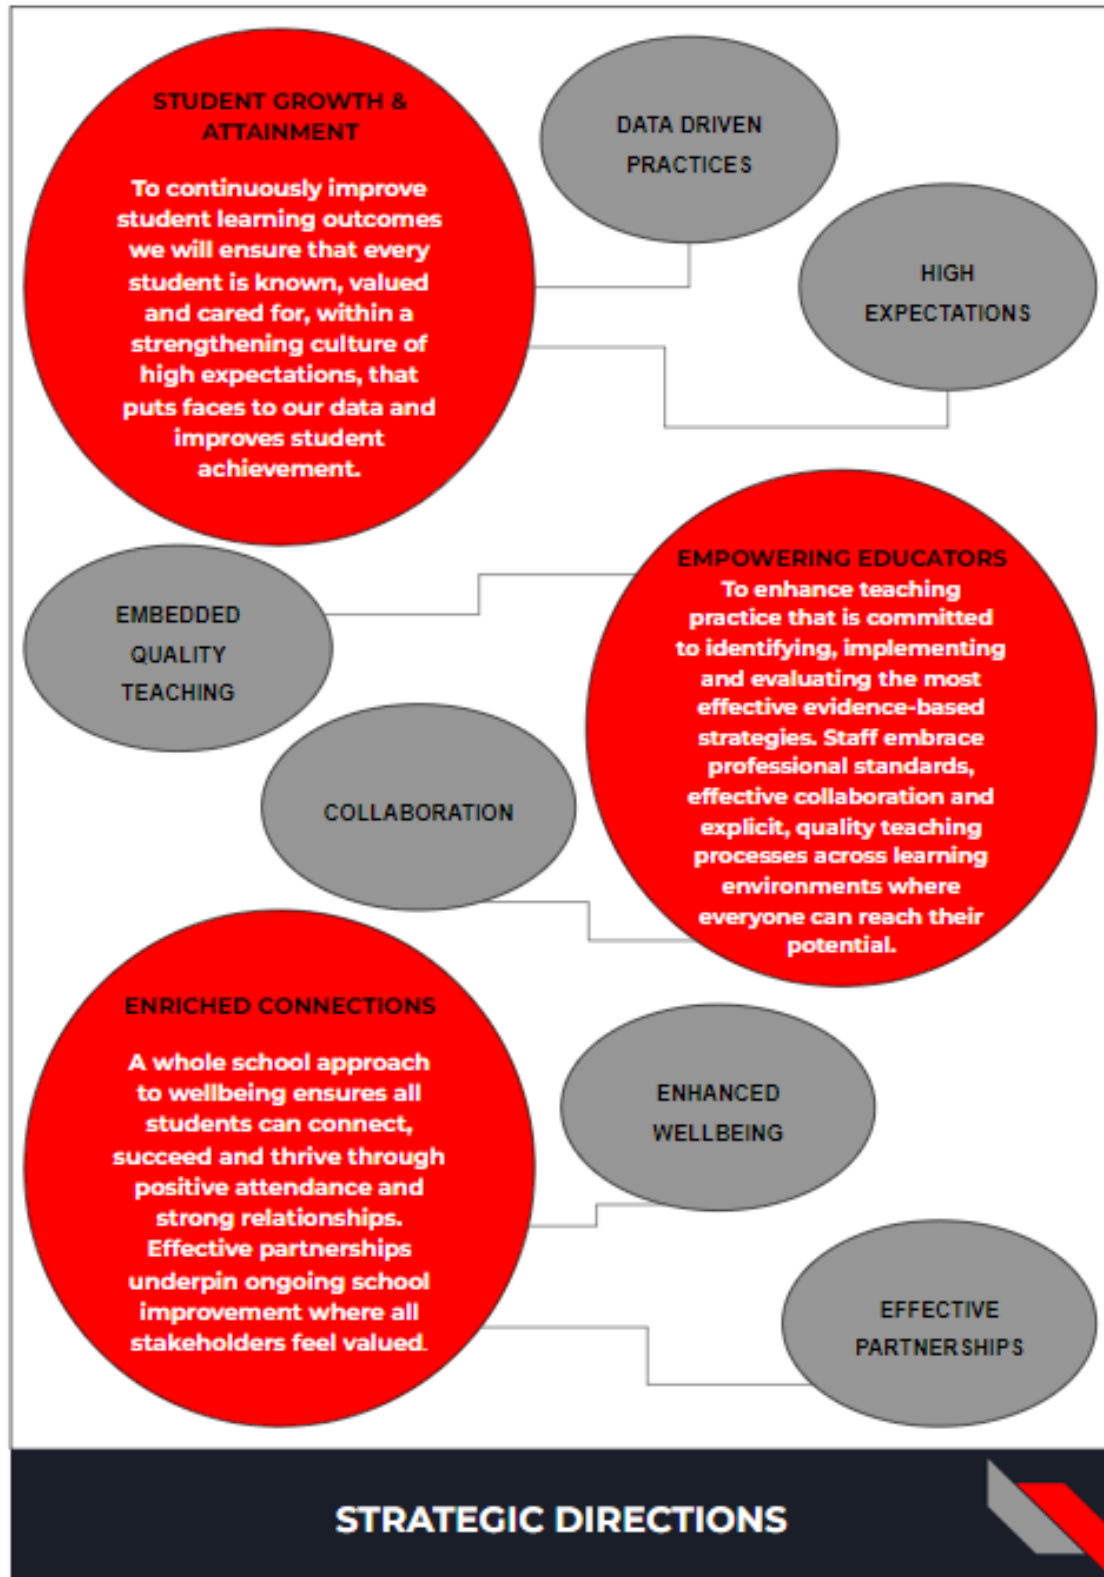 STUDENT GROWTH &
ATTAINMENT
To continuously improve
student learning outcomes
we will ensure that every
student is known, valued
and cared for, within a
strengthening culture of
high expectations, that
puts faces to our data and
improves student
achievement.
DATA DRIVEN
PRACTICES
HIGH
EXPECTATIONS
EMPOWERING EDUCATORS
To enhance teaching
practice that is committed
to identifying, implementing
and evaluating the most
effective evidence-based
strategies. Staff embrace
professional standards,
effective collaboration and
explicit, quality teaching
processes across learning
environments where
everyone can reach their
potential.
EMBEDDED
QUALITY
TEACHING
COLLABORATION
ENRICHED CONNECTIONS
A whole school approach
to wellbeing ensures all
students can connect,
succeed and thrive through
positive attendance and
strong relationships.
Effective partnerships
underpin ongoing school
improvement where all
stakeholders feel valued.
ENHANCED
WELLBEING
EFFECTIVE
PARTNERSHIPS
STRATEGIC DIRECTIONS